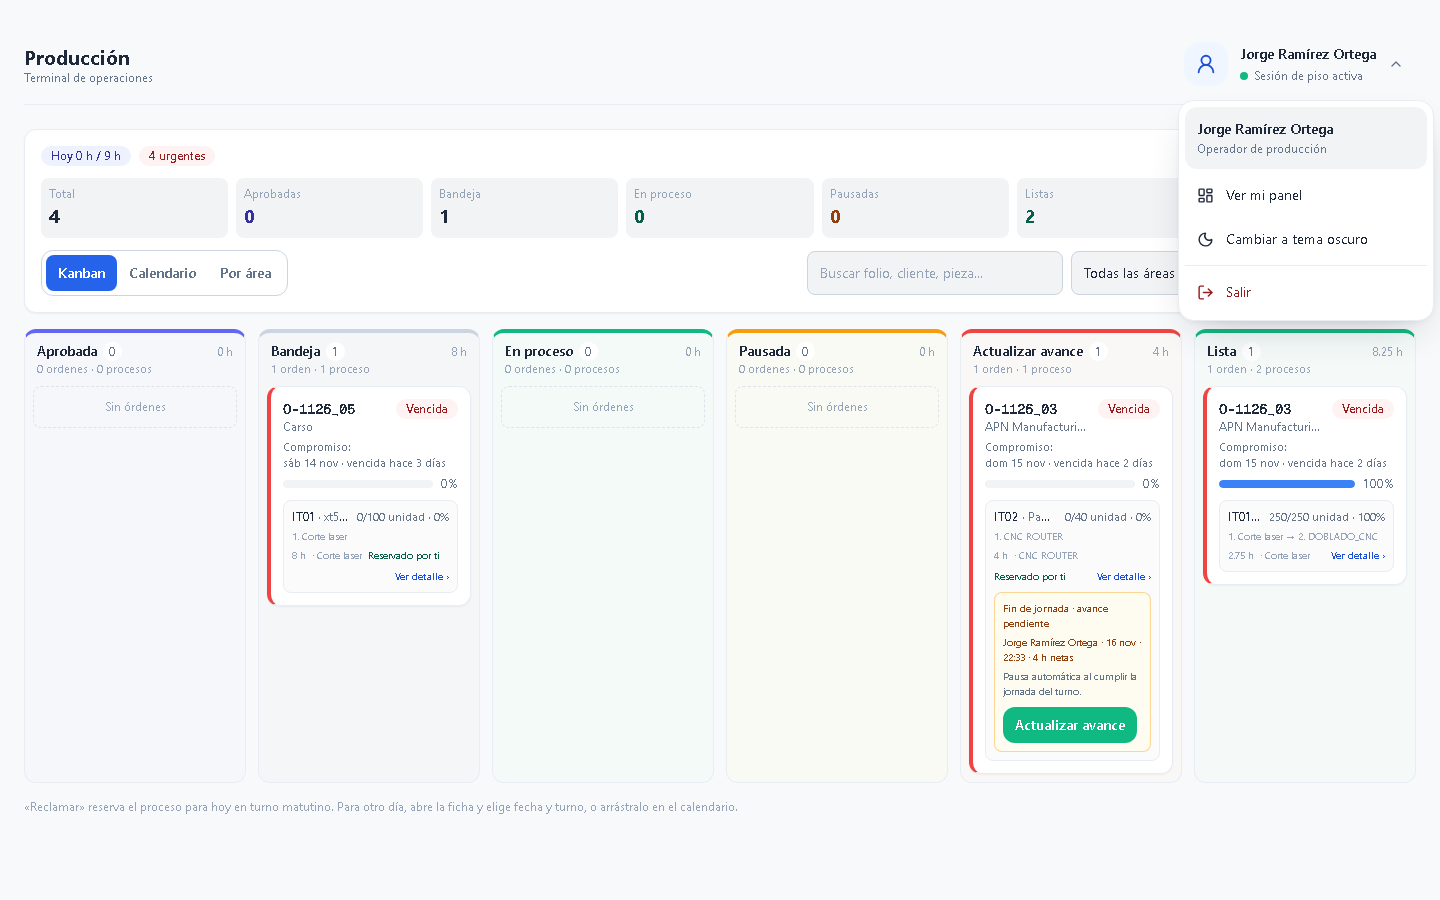 Producción
Terminal de operaciones
Jorge Ramírez Ortega
Sesión de piso activa
Jorge Ramírez Ortega
Operador de producción
Ver mi panel
Cambiar a tema oscuro
Salir
Hoy 0 h / 9 h
4 urgentes
Total
4
Aprobadas
0
Bandeja
1
En proceso
0
Pausadas
0
Listas
2
Kanban
Calendario
Por área
Buscar folio, cliente, pieza...
Todas las áreas
Aprobada 0 0 h
0 ordenes · 0 procesos
Sin órdenes
Bandeja 1 8 h
1 orden · 1 proceso
O-1126_05 Vencida
Carso
Compromiso:
sáb 14 nov · vencida hace 3 días
0%
IT01 · xt5... 0/100 unidad · 0%
1. Corte laser
8 h · Corte laser Reservado por ti
Ver detalle ›
En proceso 0 0 h
0 ordenes · 0 procesos
Sin órdenes
Pausada 0 0 h
0 ordenes · 0 procesos
Sin órdenes
Actualizar avance 1 4 h
1 orden · 1 proceso
O-1126_03 Vencida
APN Manufacturi...
Compromiso:
dom 15 nov · vencida hace 2 días
0%
IT02 · Pa... 0/40 unidad · 0%
1. CNC ROUTER
4 h · CNC ROUTER
Reservado por ti Ver detalle ›
Fin de jornada · avance
pendiente
Jorge Ramírez Ortega · 16 nov ·
22:33 · 4 h netas
Pausa automática al cumplir la
jornada del turno.
Actualizar avance
Lista 1 8.25 h
1 orden · 2 procesos
O-1126_03 Vencida
APN Manufacturi...
Compromiso:
dom 15 nov · vencida hace 2 días
100%
IT01... 250/250 unidad · 100%
1. Corte laser → 2. DOBLADO_CNC
2.75 h · Corte laser Ver detalle ›
«Reclamar» reserva el proceso para hoy en turno matutino. Para otro día, abre la ficha y elige fecha y turno, o arrástralo en el calendario.